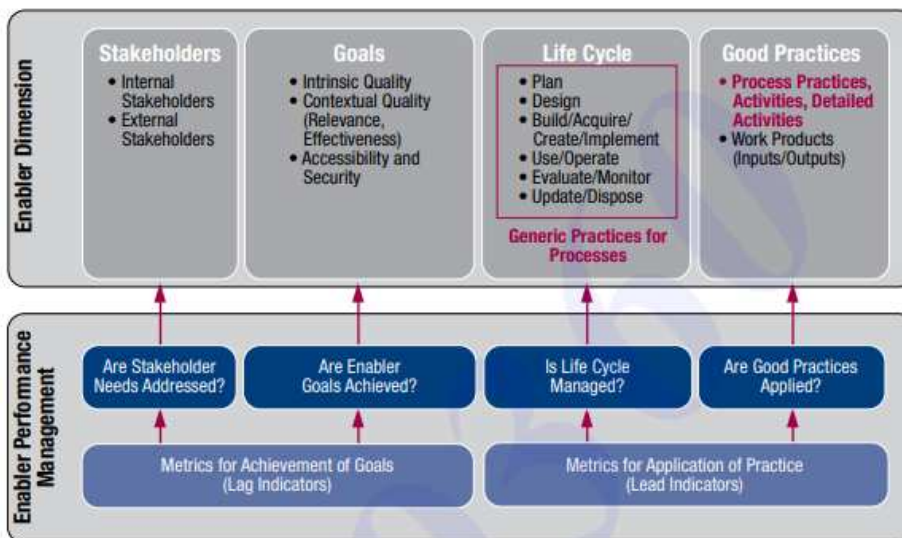 Enabler Dimension
Stakeholders
• Internal
Stakeholders
• External
Stakeholders
Goals
• Intrinsic Quality
• Contextual Quality
(Relevance,
Effectiveness)
• Accessibility and
Security
Life Cycle
• Plan
• Design
• Build/Acquire/
Create/Implement
• Use/Operate
• Evaluate/Monitor
• Update/Dispose
Generic Practices for
Processes
Good Practices
• Process Practices,
Activities, Detailed
Activities
• Work Products
(Inputs/Outputs)
Enabler Performance
Management
Are Stakeholder
Needs Addressed?
Are Enabler
Goals Achieved?
Is Life Cycle
Managed?
Are Good Practices
Applied?
Metrics for Achievement of Goals
(Lag Indicators)
Metrics for Application of Practice
(Lead Indicators)